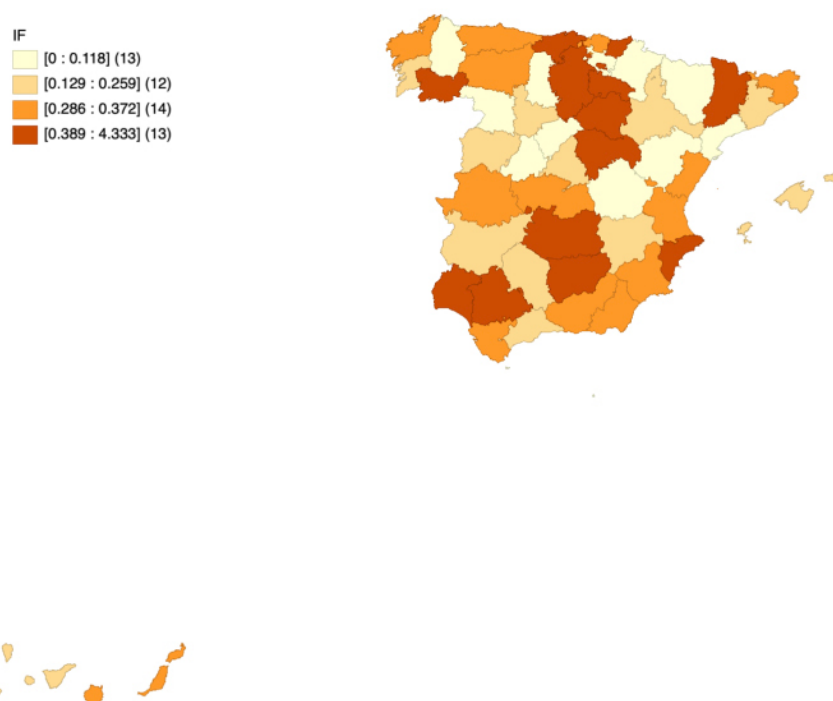 IF
[0 : 0.118] (13)
[0.129 : 0.259] (12)
[0.286 : 0.372] (14)
[0.389 : 4.333] (13)